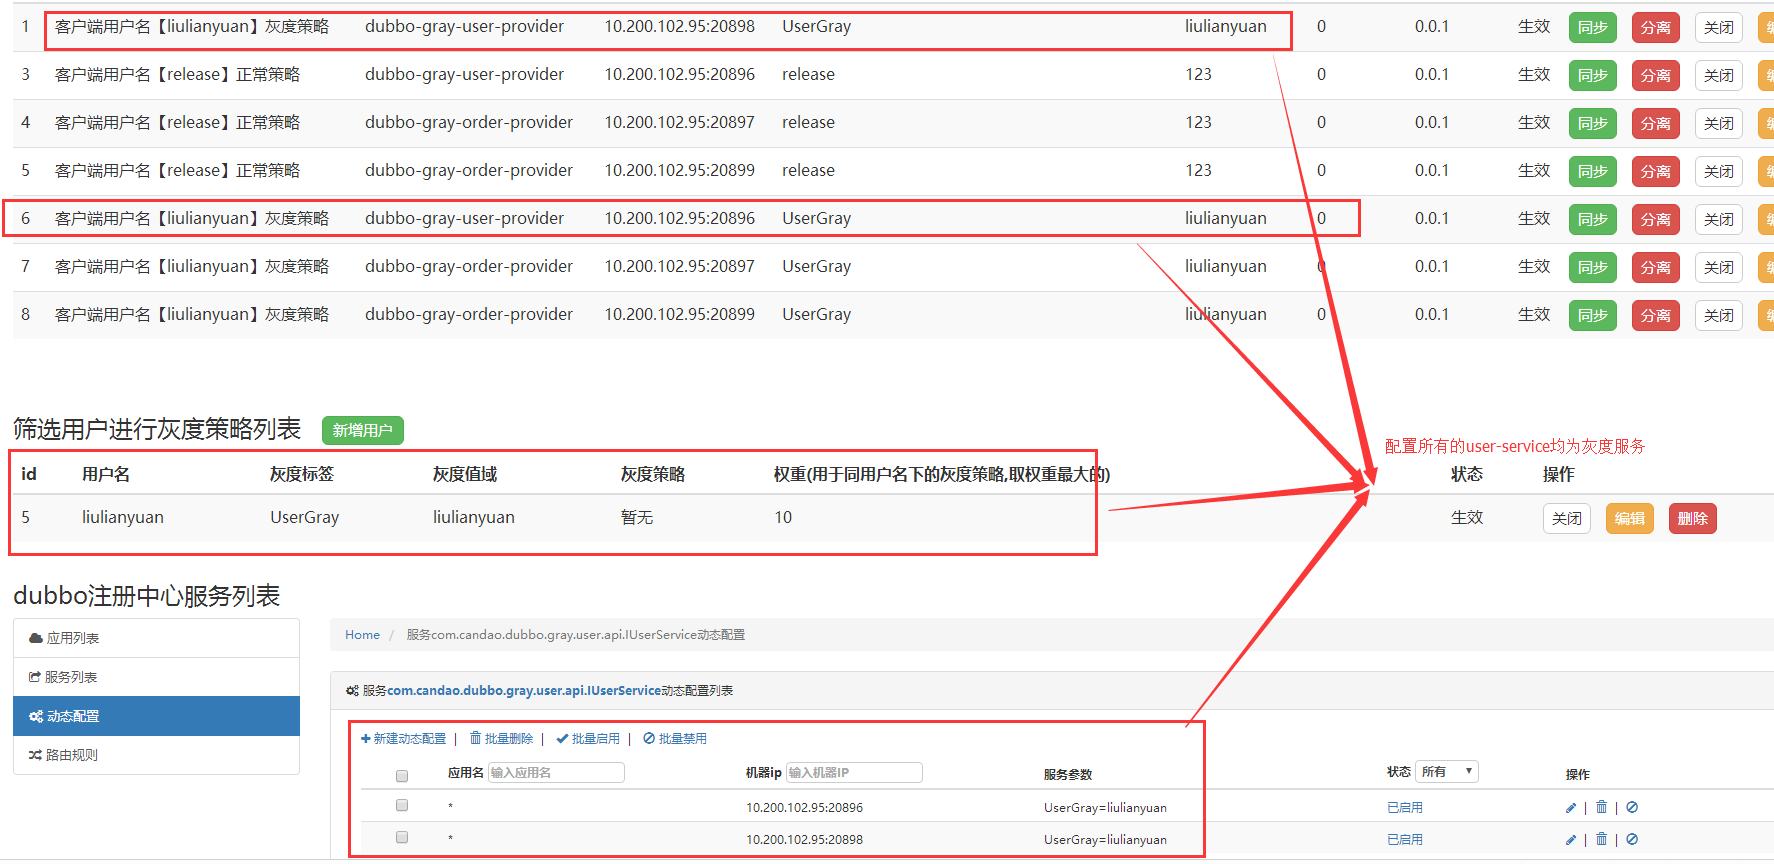 1 客户端用户名【liulianyuan】灰度策略 dubbo-gray-user-provider 10.200.102.95:20898 UserGray liulianyuan 0 0.0.1 生效 同步 分离 关闭
3 客户端用户名【release】正常策略 dubbo-gray-user-provider 10.200.102.95:20896 release 123 0 0.0.1 生效 同步 分离 关闭
4 客户端用户名【release】正常策略 dubbo-gray-order-provider 10.200.102.95:20897 release 123 0 0.0.1 生效 同步 分离 关闭
5 客户端用户名【release】正常策略 dubbo-gray-order-provider 10.200.102.95:20899 release 123 0 0.0.1 生效 同步 分离 关闭
6 客户端用户名【liulianyuan】灰度策略 dubbo-gray-user-provider 10.200.102.95:20896 UserGray liulianyuan 0 0.0.1 生效 同步 分离 关闭
7 客户端用户名【liulianyuan】灰度策略 dubbo-gray-order-provider 10.200.102.95:20897 UserGray liulianyuan 0 0.0.1 生效 同步 分离 关闭
8 客户端用户名【liulianyuan】灰度策略 dubbo-gray-order-provider 10.200.102.95:20899 UserGray liulianyuan 0 0.0.1 生效 同步 分离 关闭
筛选用户进行灰度策略列表 新增用户
配置所有的user-service均为灰度服务
id 用户名 灰度标签 灰度值域 灰度策略 权重(用于同用户名下的灰度策略,取权重最大的) 状态 操作
5 liulianyuan UserGray liulianyuan 暂无 10 生效 关闭 编辑 删除
dubbo注册中心服务列表
应用列表
服务列表
动态配置
路由规则
Home / 服务com.candao.dubbo.gray.user.api.IUserService动态配置
服务com.candao.dubbo.gray.user.api.IUserService动态配置列表
新建动态配置 | 批量删除 | 批量启用 | 批量禁用
应用名 输入应用名 机器ip 输入机器IP 服务参数 状态 所有 操作
* 10.200.102.95:20896 UserGray=liulianyuan 已启用 | |
* 10.200.102.95:20898 UserGray=liulianyuan 已启用 | |